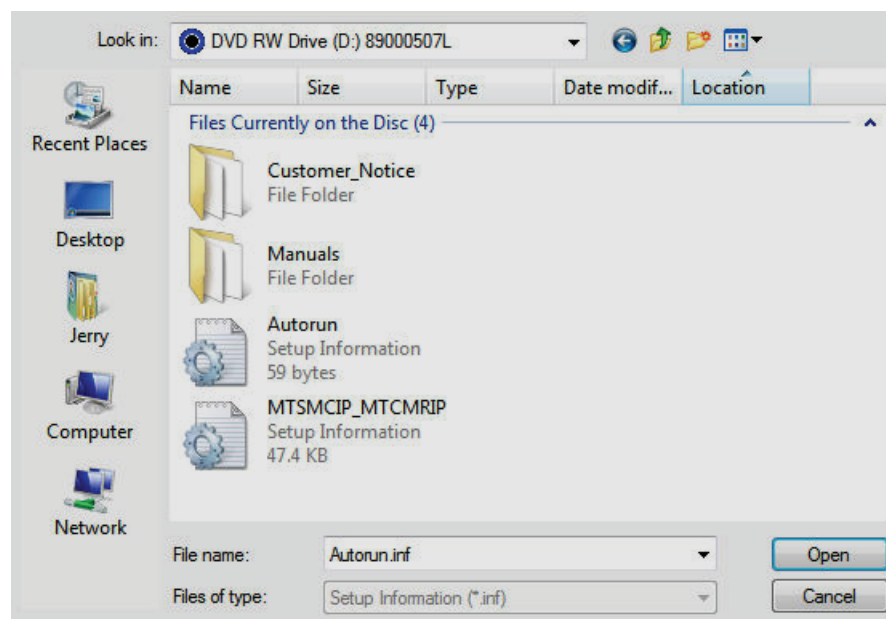 Look in: DVD RW Drive (D:) 89000507L
Name Size Type Date modif... Location
Files Currently on the Disc (4)
Recent Places
Customer_Notice
File Folder
Desktop
Manuals
File Folder
Jerry
Autorun
Setup Information
59 bytes
Computer
MTSMCIP_MTCMRIP
Setup Information
47.4 KB
Network
File name: Autorun.inf Open
Files of type: Setup Information (*.inf) Cancel